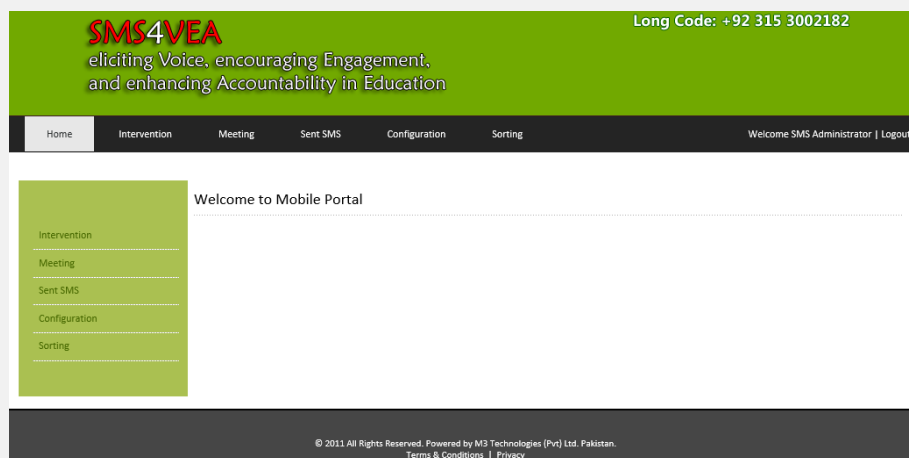 SMS4VEA
Long Code: +92 315 3002182
eliciting Voice, encouraging Engagement,
and enhancing Accountability in Education
Home Intervention Meeting Sent SMS Configuration Sorting Welcome SMS Administrator | Logout
Welcome to Mobile Portal
Intervention
Meeting
Sent SMS
Configuration
Sorting
© 2011 All Rights Reserved. Powered by M3 Technologies (Pvt) Ltd. Pakistan.
Terms & Conditions | Privacy